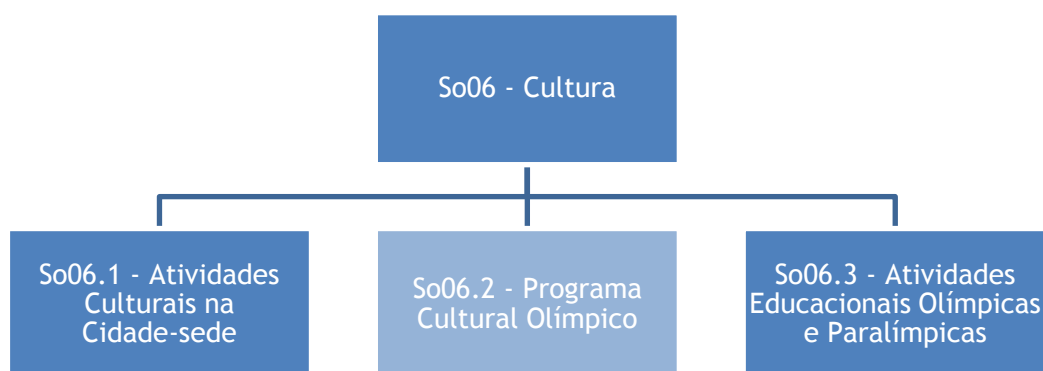 So06 - Cultura
So06.1 - Atividades
Culturais na
Cidade-sede
So06.2 - Programa
Cultural Olímpico
So06.3 - Atividades
Educacionais Olímpicas
e Paralímpicas